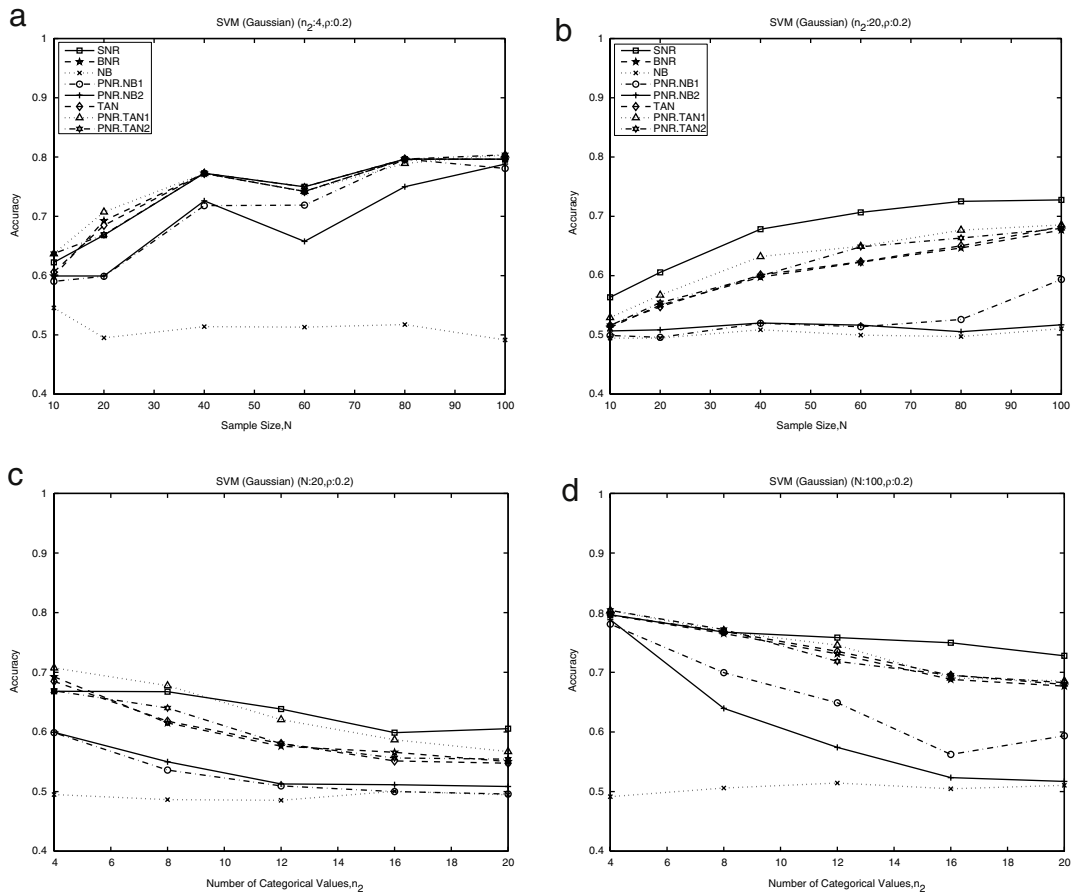 a
SVM (Gaussian) (n2:4,ρ:0.2)
1
0.9
0.8
0.7
0.6
0.5
0.4
Accuracy
SNR
BNR
NB
PNR.NB1
PNR.NB2
TAN
PNR.TAN1
PNR.TAN2
10 20 30 40 50 60 70 80 90 100
Sample Size,N
b
SVM (Gaussian) (n2:20,ρ:0.2)
1
0.9
0.8
0.7
0.6
0.5
0.4
Accuracy
SNR
BNR
NB
PNR.NB1
PNR.NB2
TAN
PNR.TAN1
PNR.TAN2
10 20 30 40 50 60 70 80 90 100
Sample Size,N
c
SVM (Gaussian) (N:20,ρ:0.2)
1
0.9
0.8
0.7
0.6
0.5
0.4
Accuracy
4 6 8 10 12 14 16 18 20
Number of Categorical Values,n2
d
SVM (Gaussian) (N:100,ρ:0.2)
1
0.9
0.8
0.7
0.6
0.5
0.4
Accuracy
4 6 8 10 12 14 16 18 20
Number of Categorical Values,n2